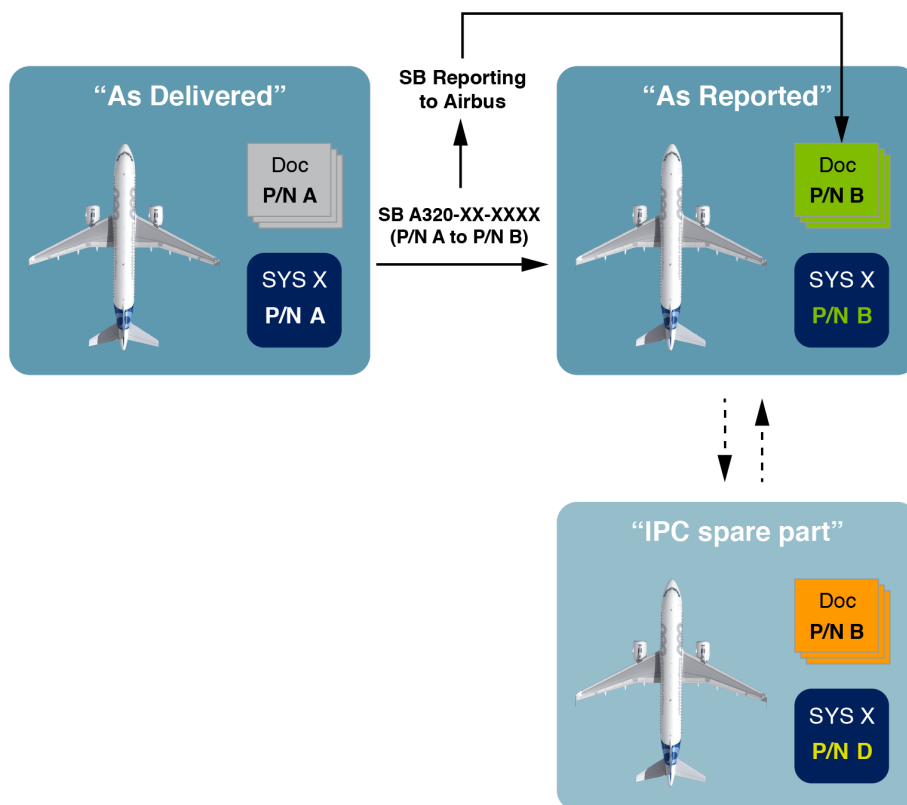 “As Delivered”
Doc
P/N A
SYS X
P/N A
SB Reporting
to Airbus
SB A320-XX-XXXX
(P/N A to P/N B)
“As Reported”
Doc
P/N B
SYS X
P/N B
“IPC spare part”
Doc
P/N B
SYS X
P/N D